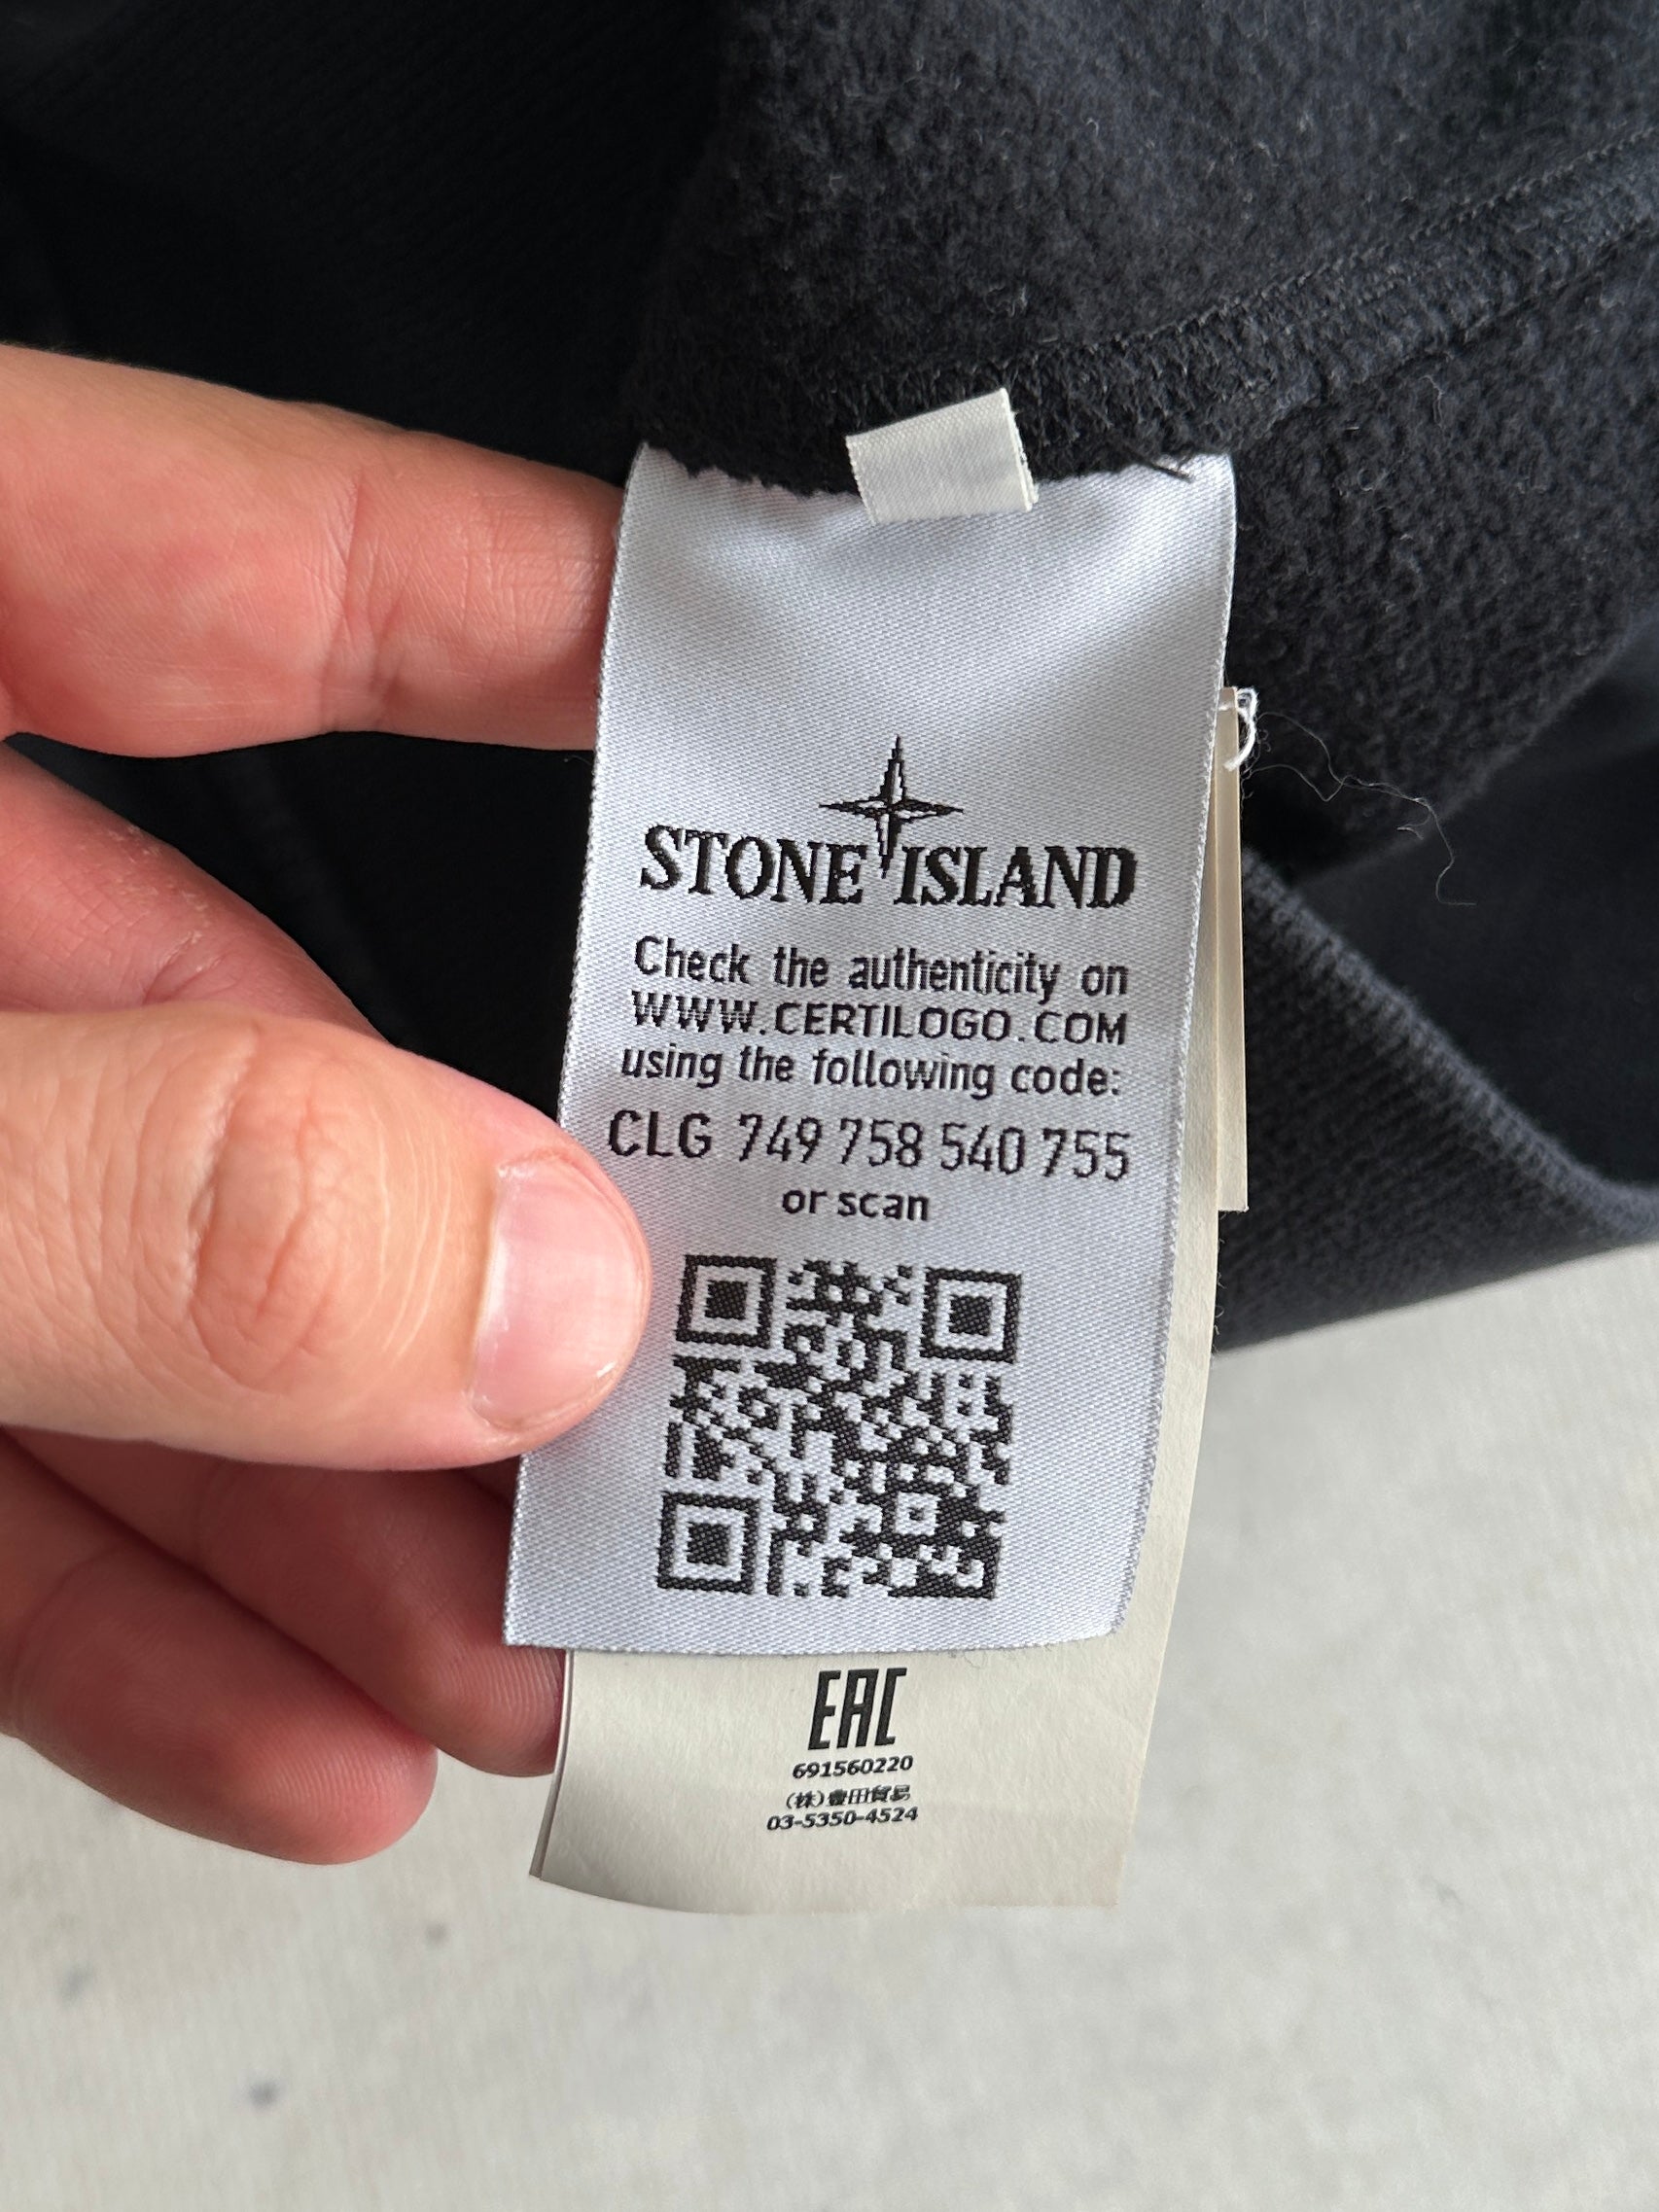 STONE ISLAND
Check the authenticity on
WWW.CERTILOGO.COM
using the following code:
CLG 749 758 540 755
or scan
EAC
691560220
(株)豊田貿易
03-5350-4524